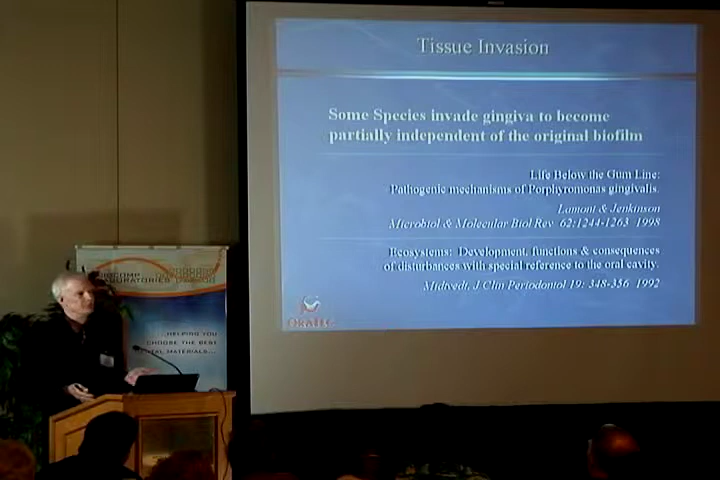 Tissue Invasion
Some Species invade gingiva to become
partially independent of the original biofilm
Life Below the Gum Line:
Pathogenic mechanisms of Porphyromonas gingivalis.
Lamont & Jenkinson
Microbiol & Molecular Biol Rev 62:1244-1263 1998
Ecosystems: Development, functions & consequences
of disturbances with special reference to the oral cavity.
Midvedt, J Clin Periodontol 19: 348-356 1992
LABORATORIES
...HELPING YOU
CHOOSE THE BEST
MATERIALS...